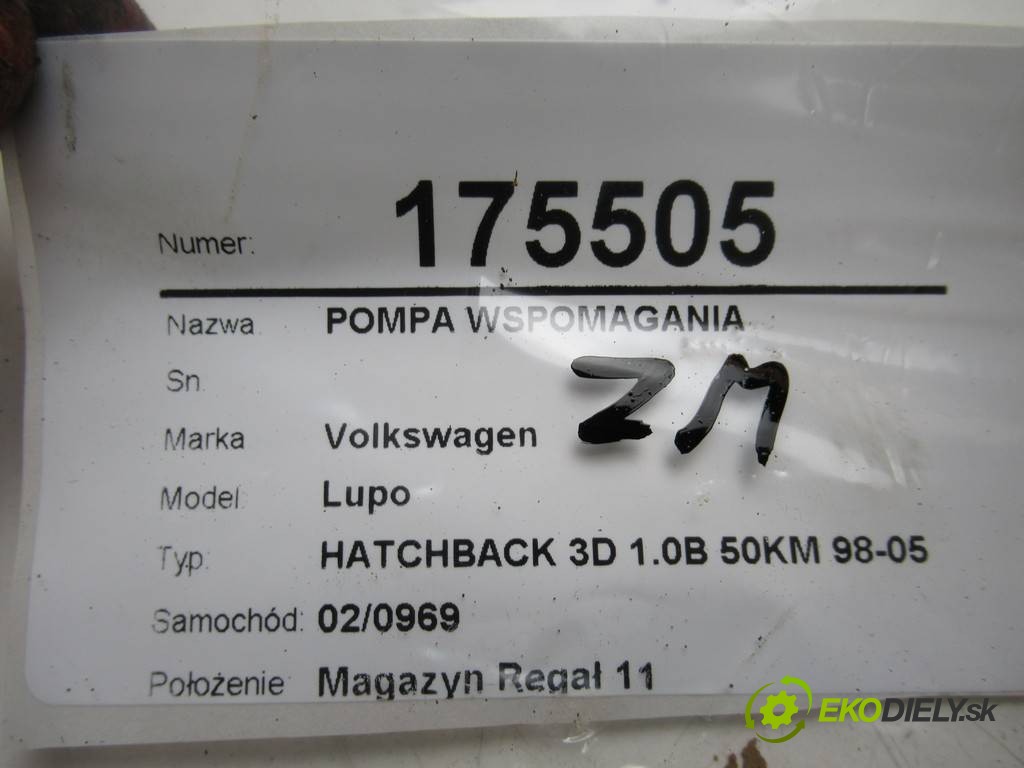 Numer: 175505
Nazwa POMPA WSPOMAGANIA
Sn
ZM
Marka Volkswagen
Model Lupo
Typ: HATCHBACK 3D 1.0B 50KM 98-05
Samochód: 02/0969
Położenie Magazyn Regał 11
EKODIELY.sk